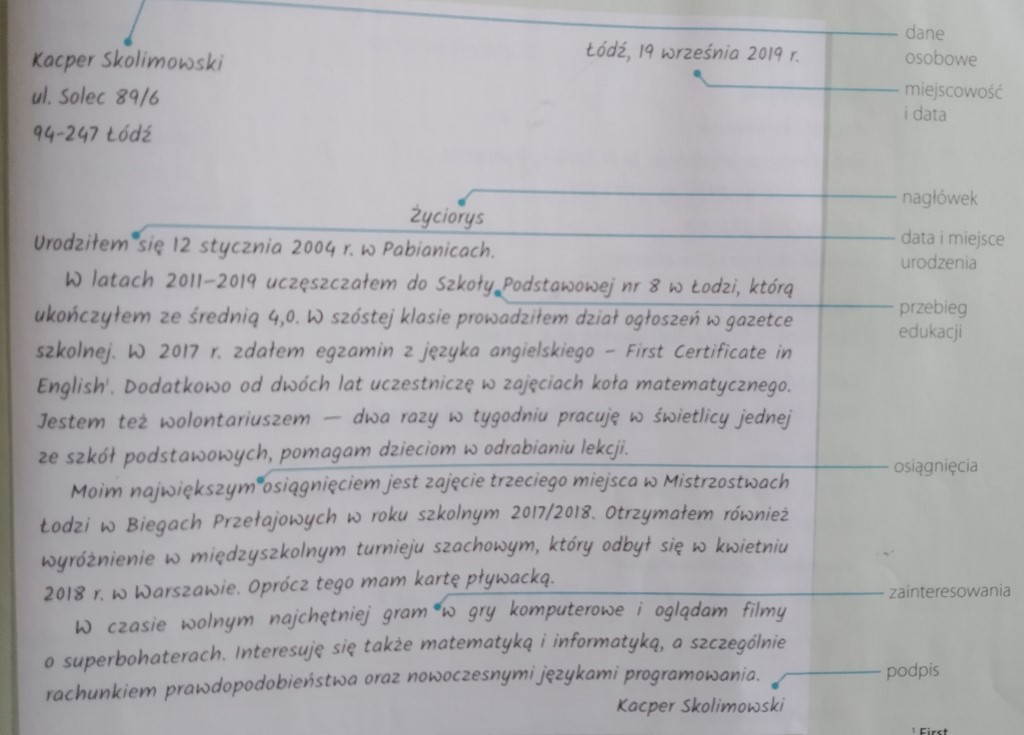 dane
osobowe
Kacper Skolimowski
Łódź, 19 września 2019 r.
ul. Solec 89/6
miejscowość
i data
94-247 Łódź
nagłówek
Życiorys
Urodziłem się 12 stycznia 2004 r. w Pabianicach.
data i miejsce
urodzenia
W latach 2011–2019 uczęszczałem do Szkoły Podstawowej nr 8 w Łodzi, którą
przebieg
edukacji
ukończyłem ze średnią 4,0. W szóstej klasie prowadziłem dział ogłoszeń w gazetce
szkolnej. W 2017 r. zdałem egzamin z języka angielskiego – First Certificate in
English¹. Dodatkowo od dwóch lat uczestniczę w zajęciach koła matematycznego.
Jestem też wolontariuszem — dwa razy w tygodniu pracuję w świetlicy jednej
ze szkół podstawowych, pomagam dzieciom w odrabianiu lekcji.
osiągnięcia
Moim największym osiągnięciem jest zajęcie trzeciego miejsca w Mistrzostwach
Łodzi w Biegach Przełajowych w roku szkolnym 2017/2018. Otrzymałem również
wyróżnienie w międzyszkolnym turnieju szachowym, który odbył się w kwietniu
2018 r. w Warszawie. Oprócz tego mam kartę pływacką.
zainteresowania
W czasie wolnym najchętniej gram w gry komputerowe i oglądam filmy
o superbohaterach. Interesuję się także matematyką i informatyką, a szczególnie
rachunkiem prawdopodobieństwa oraz nowoczesnymi językami programowania.
podpis
Kacper Skolimowski
¹ First